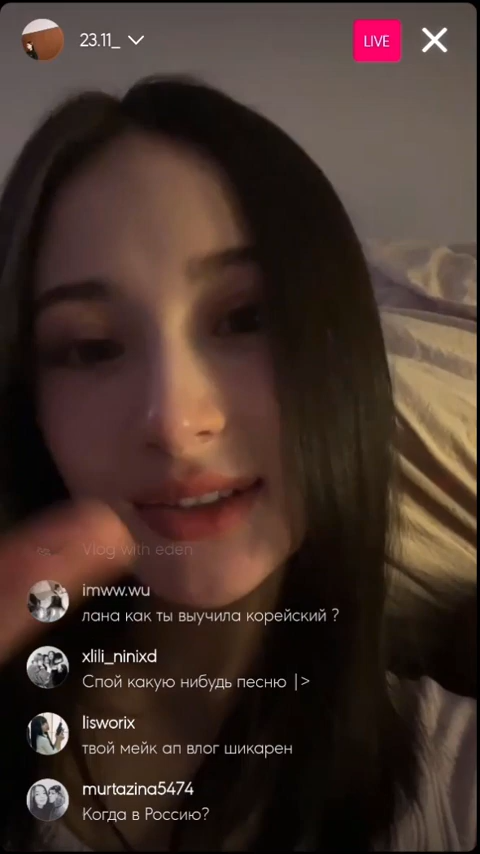 23.11_
LIVE
Vlog with eden
imww.wu
лана как ты выучила корейский ?
xlili_ninixd
Спой какую нибудь песню |>
lisworix
твой мейк ап влог шикарен
murtazina5474
Когда в Россию?